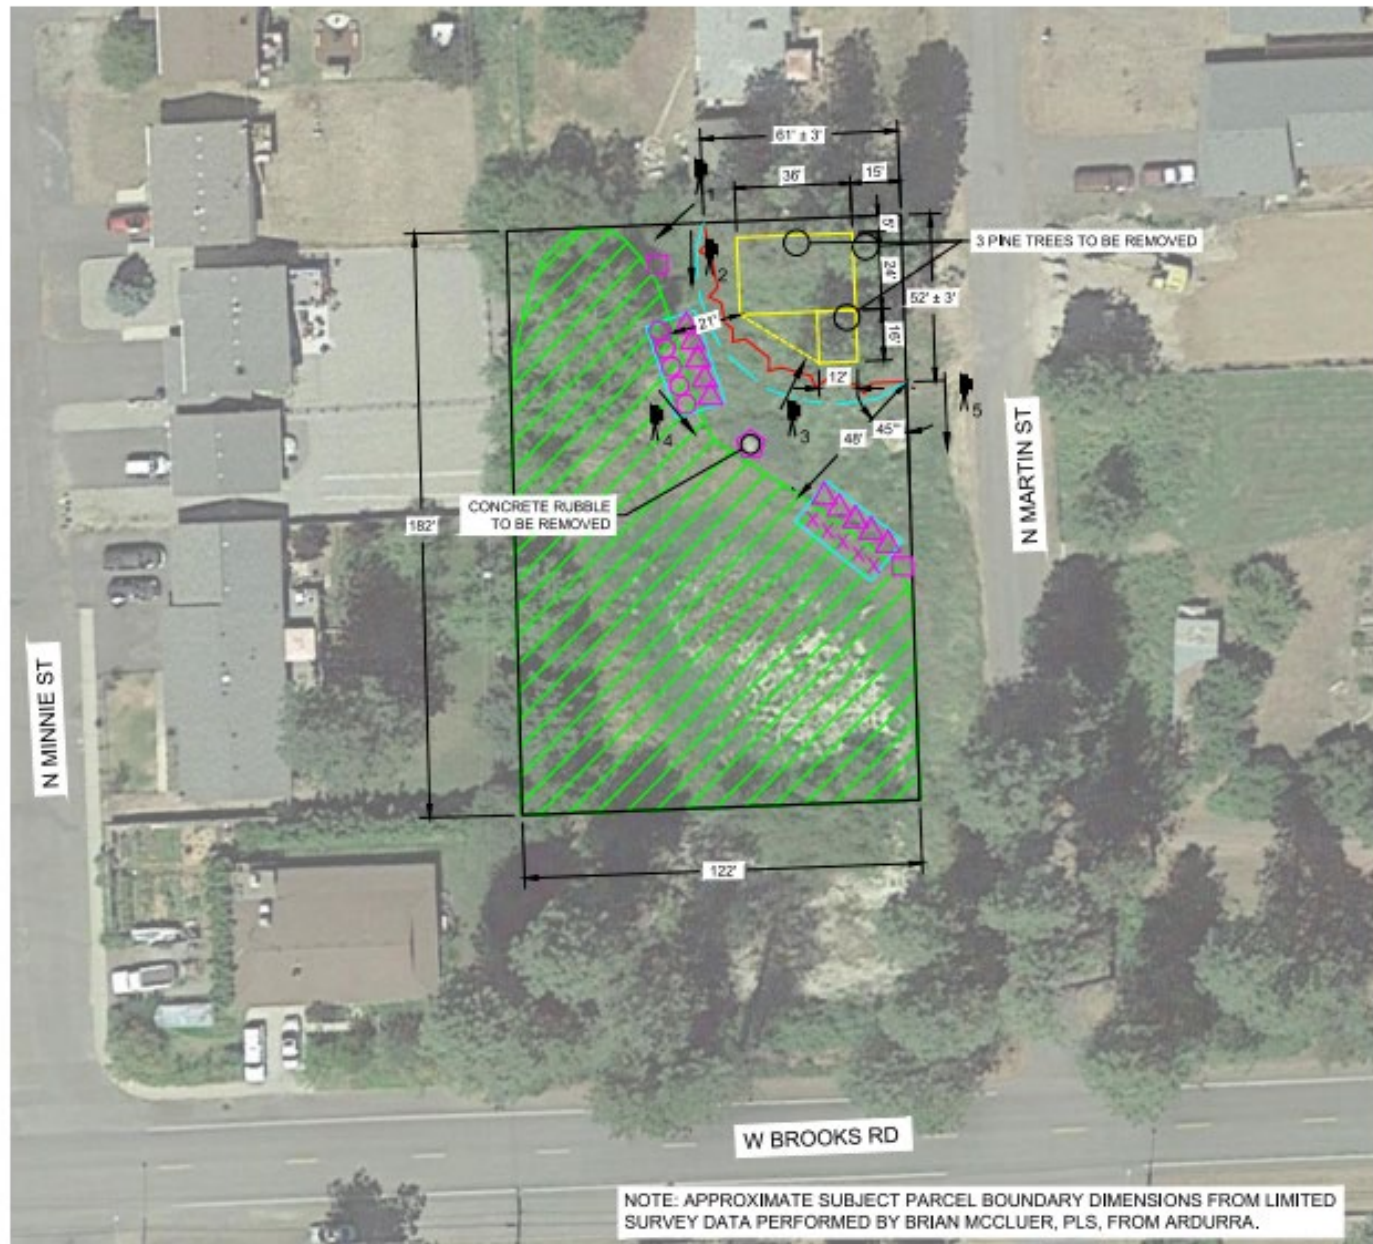 61' ± 3'
36'
15'
1
5'
3 PINE TREES TO BE REMOVED
2
24'
52' ± 3'
21'
16'
12'
5
4
3
48'
45'"
CONCRETE RUBBLE
TO BE REMOVED
182'
N MARTIN ST
N MINNIE ST
122'
W BROOKS RD
NOTE: APPROXIMATE SUBJECT PARCEL BOUNDARY DIMENSIONS FROM LIMITED
SURVEY DATA PERFORMED BY BRIAN MCCLUER, PLS, FROM ARDURRA.